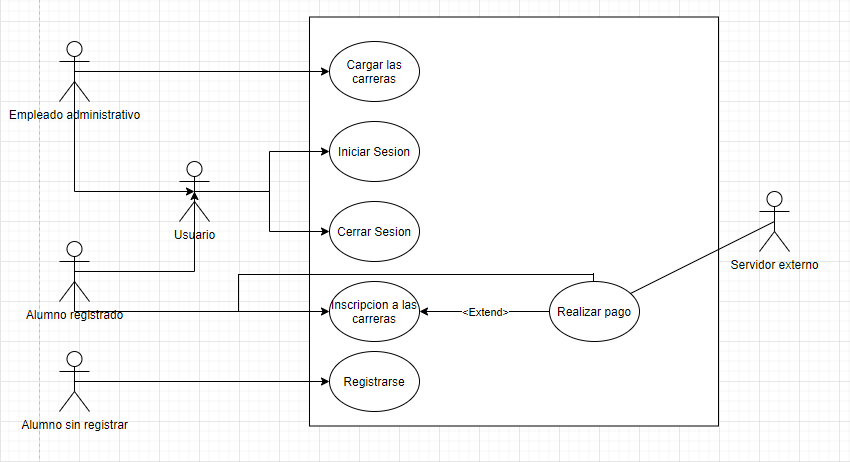 Cargar las
carreras
Empleado administrativo
Iniciar Sesion
Usuario
Cerrar Sesion
Servidor externo
Alumno registrado
Inscripcion a las
carreras
<Extend>
Realizar pago
Registrarse
Alumno sin registrar